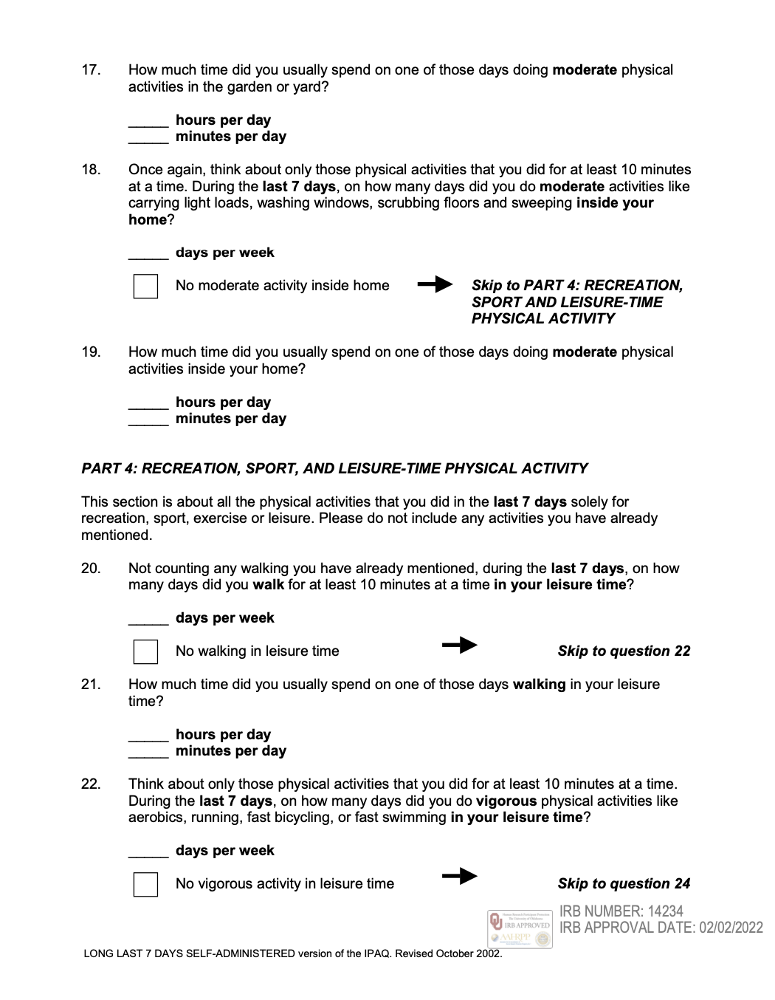 17. How much time did you usually spend on one of those days doing moderate physical
activities in the garden or yard?
_____ hours per day
_____ minutes per day
18. Once again, think about only those physical activities that you did for at least 10 minutes
at a time. During the last 7 days, on how many days did you do moderate activities like
carrying light loads, washing windows, scrubbing floors and sweeping inside your
home?
_____ days per week
No moderate activity inside home
Skip to PART 4: RECREATION,
SPORT AND LEISURE-TIME
PHYSICAL ACTIVITY
19. How much time did you usually spend on one of those days doing moderate physical
activities inside your home?
_____ hours per day
_____ minutes per day
PART 4: RECREATION, SPORT, AND LEISURE-TIME PHYSICAL ACTIVITY
This section is about all the physical activities that you did in the last 7 days solely for
recreation, sport, exercise or leisure. Please do not include any activities you have already
mentioned.
20. Not counting any walking you have already mentioned, during the last 7 days, on how
many days did you walk for at least 10 minutes at a time in your leisure time?
_____ days per week
No walking in leisure time
Skip to question 22
21. How much time did you usually spend on one of those days walking in your leisure
time?
_____ hours per day
_____ minutes per day
22. Think about only those physical activities that you did for at least 10 minutes at a time.
During the last 7 days, on how many days did you do vigorous physical activities like
aerobics, running, fast bicycling, or fast swimming in your leisure time?
_____ days per week
No vigorous activity in leisure time
Skip to question 24
IRB APPROVED
AAHRPP
IRB NUMBER: 14234
IRB APPROVAL DATE: 02/02/2022
LONG LAST 7 DAYS SELF-ADMINISTERED version of the IPAQ. Revised October 2002.